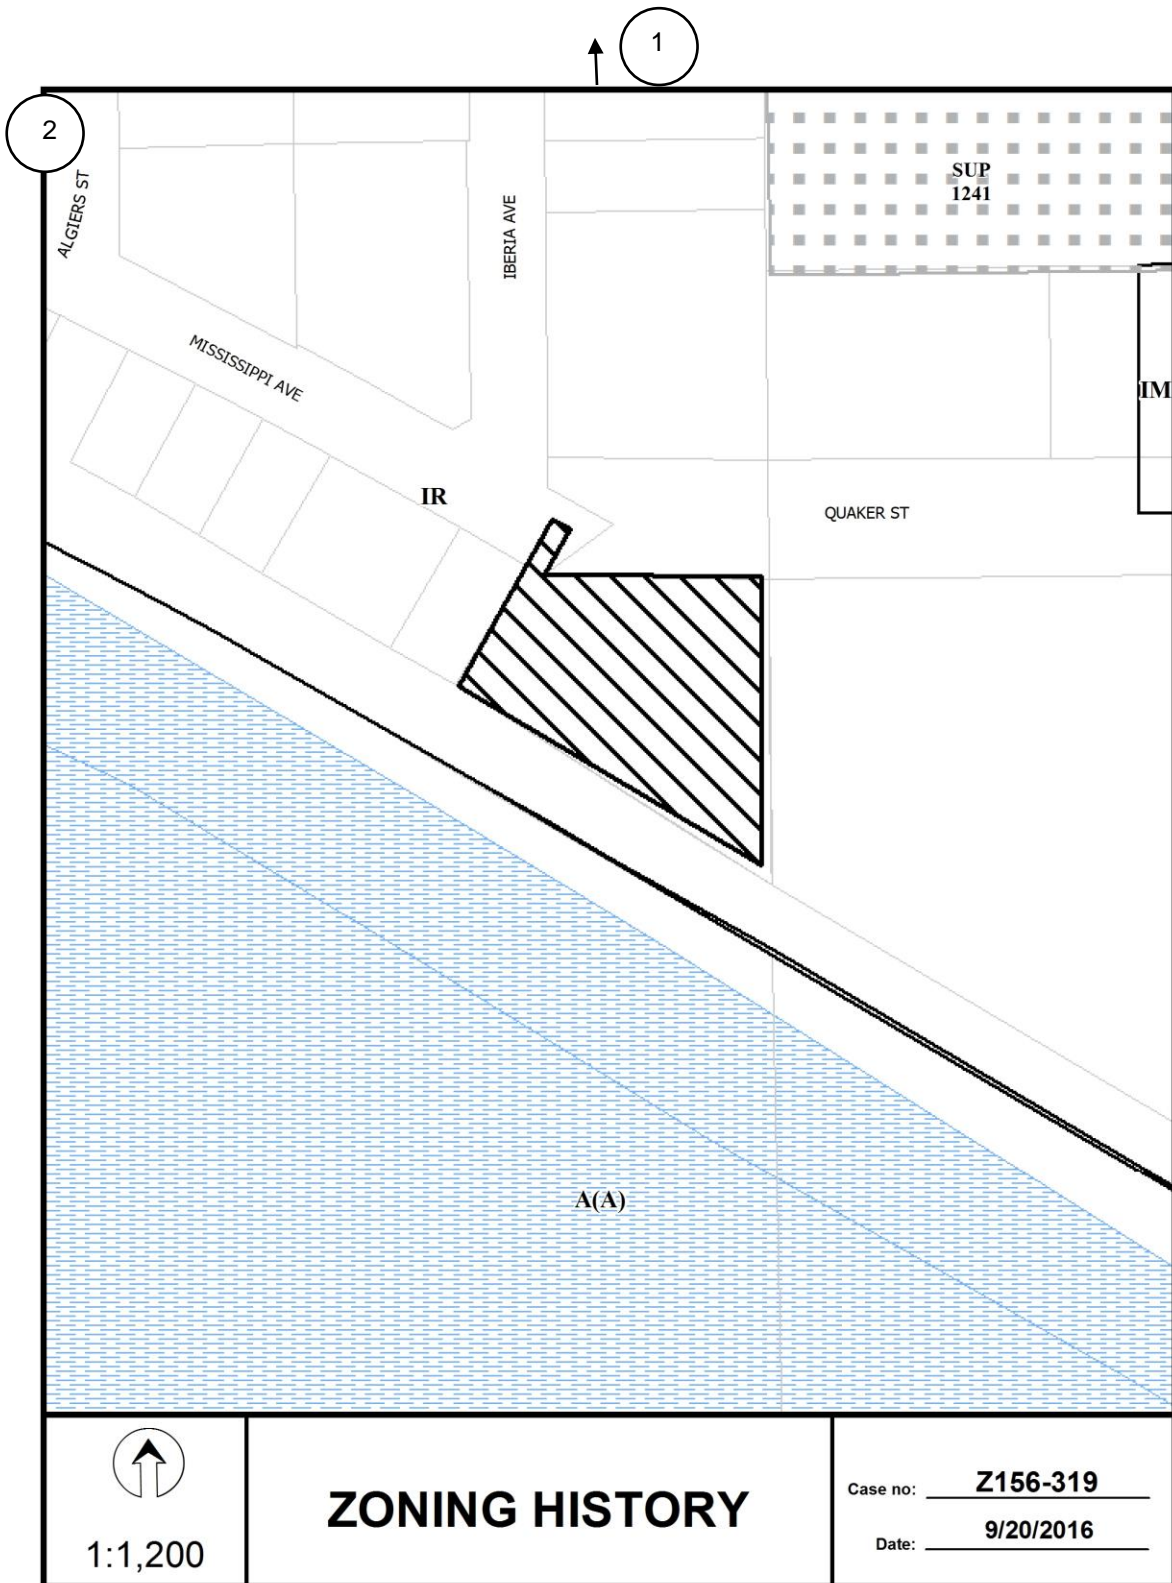 1
2
SUP
1241
ALGIERS ST
IBERIA AVE
MISSISSIPPI AVE
IM
IR
QUAKER ST
A(A)
1:1,200
ZONING HISTORY
Case no: Z156-319
Date: 9/20/2016